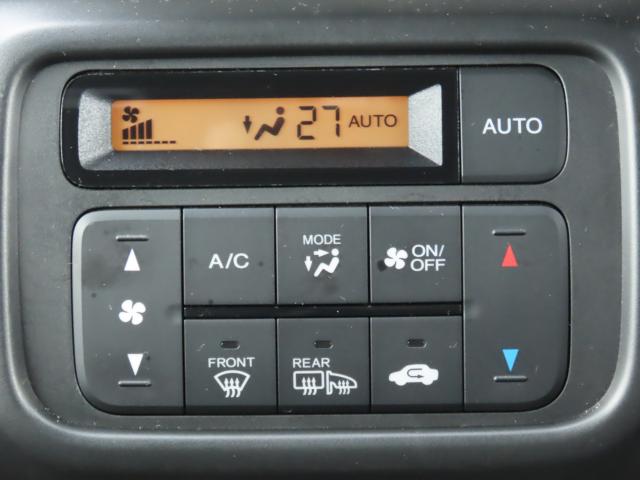 27 AUTO
AUTO
A/C
MODE
ON/
OFF
FRONT
REAR